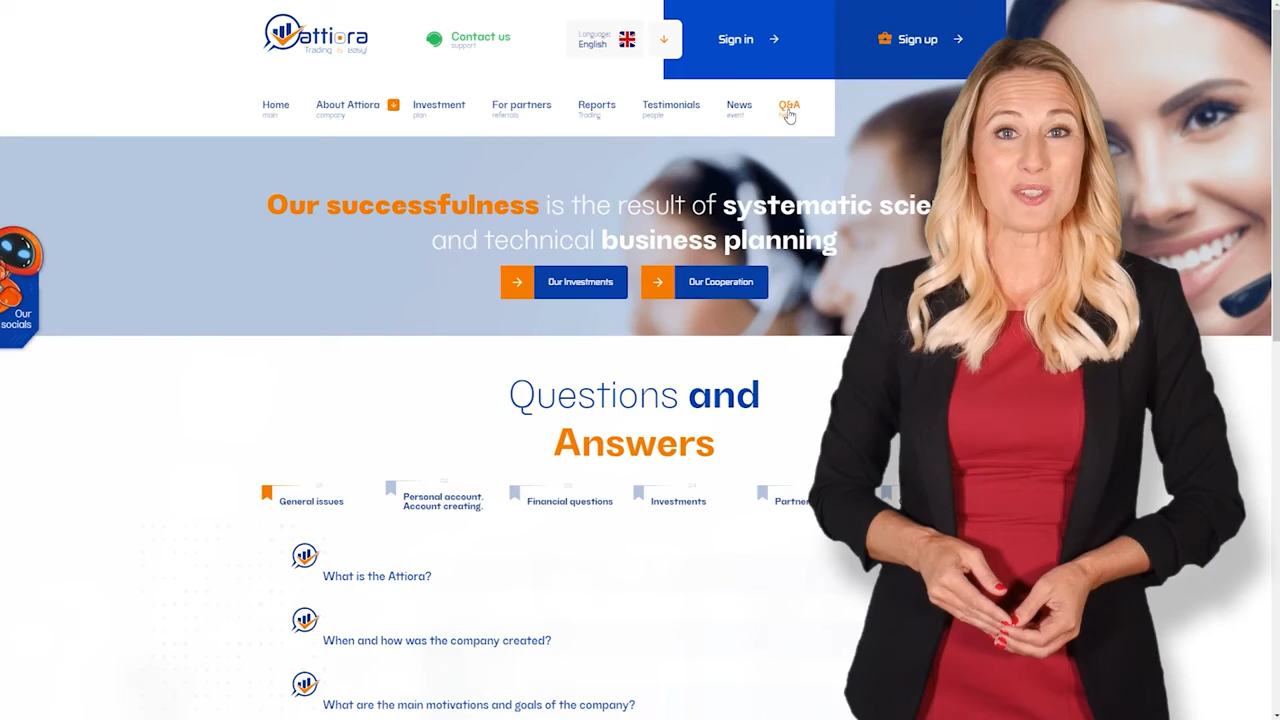 attiora
Trading is easy!
Contact us
support
Language:
English
Sign in
Sign up
Home
main
About Attiora
company
Investment
plan
For partners
referrals
Reports
Trading
Testimonials
people
News
event
Q&A
Our successfulness is the result of systematic scie
and technical business planning
Our Investments
Our Cooperation
Our
socials
Questions and
Answers
General issues
02
Personal account.
Account creating.
03
Financial questions
04
Investments
Partner
What is the Attiora?
When and how was the company created?
What are the main motivations and goals of the company?